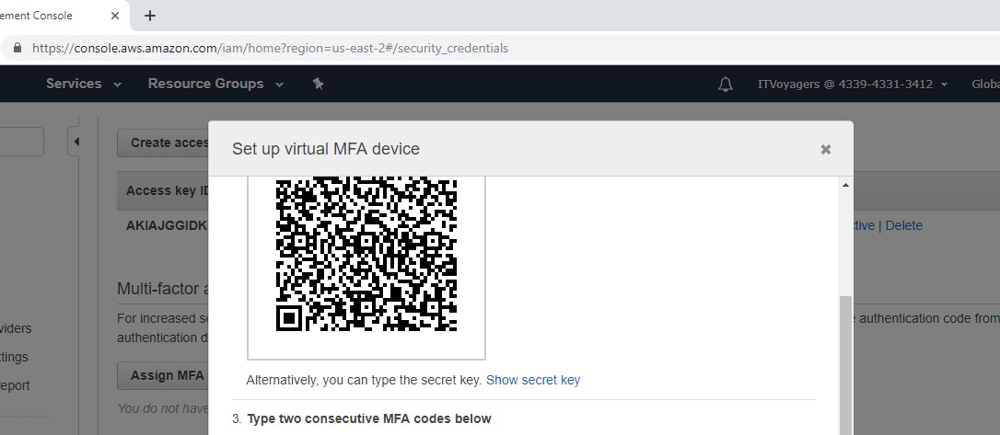 ement Console
https://console.aws.amazon.com/iam/home?region=us-east-2#/security_credentials
Services Resource Groups ITVoyagers @ 4339-4331-3412 Globa
Create acces
Set up virtual MFA device
Access key ID
AKIAJGGIDK
ctive | Delete
Multi-factor a
For increased se
e authentication code from
authentication d
viders
ttings
report
Assign MFA
You do not have
Alternatively, you can type the secret key. Show secret key
3. Type two consecutive MFA codes below